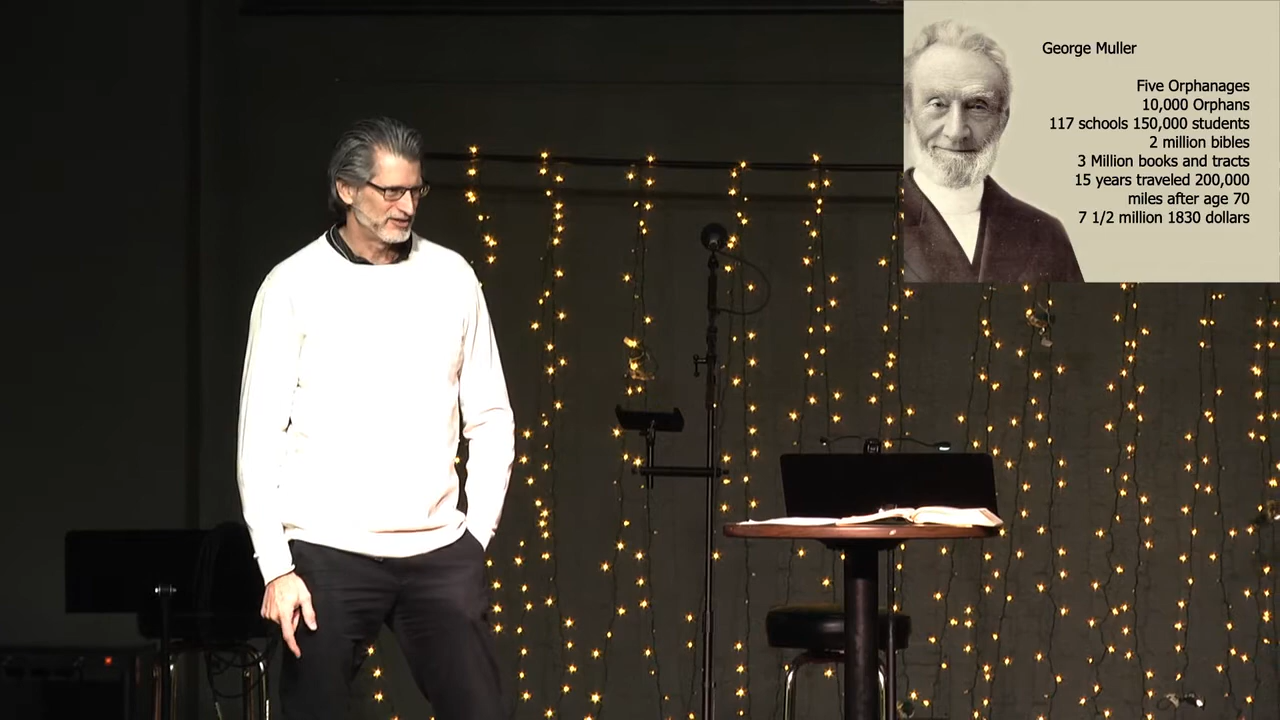 George Muller
Five Orphanages
10,000 Orphans
117 schools 150,000 students
2 million bibles
3 Million books and tracts
15 years traveled 200,000
miles after age 70
7 1/2 million 1830 dollars